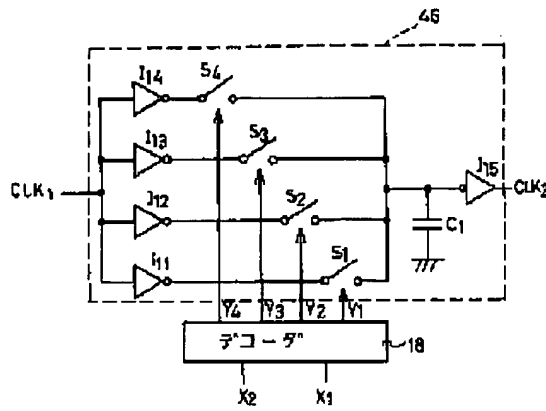 46
I14
S4
I13
S3
CLK1
I12
S2
I15
CLK2
C1
I11
S1
Y4
Y3
Y2
Y1
デコーダ
18
X2
X1